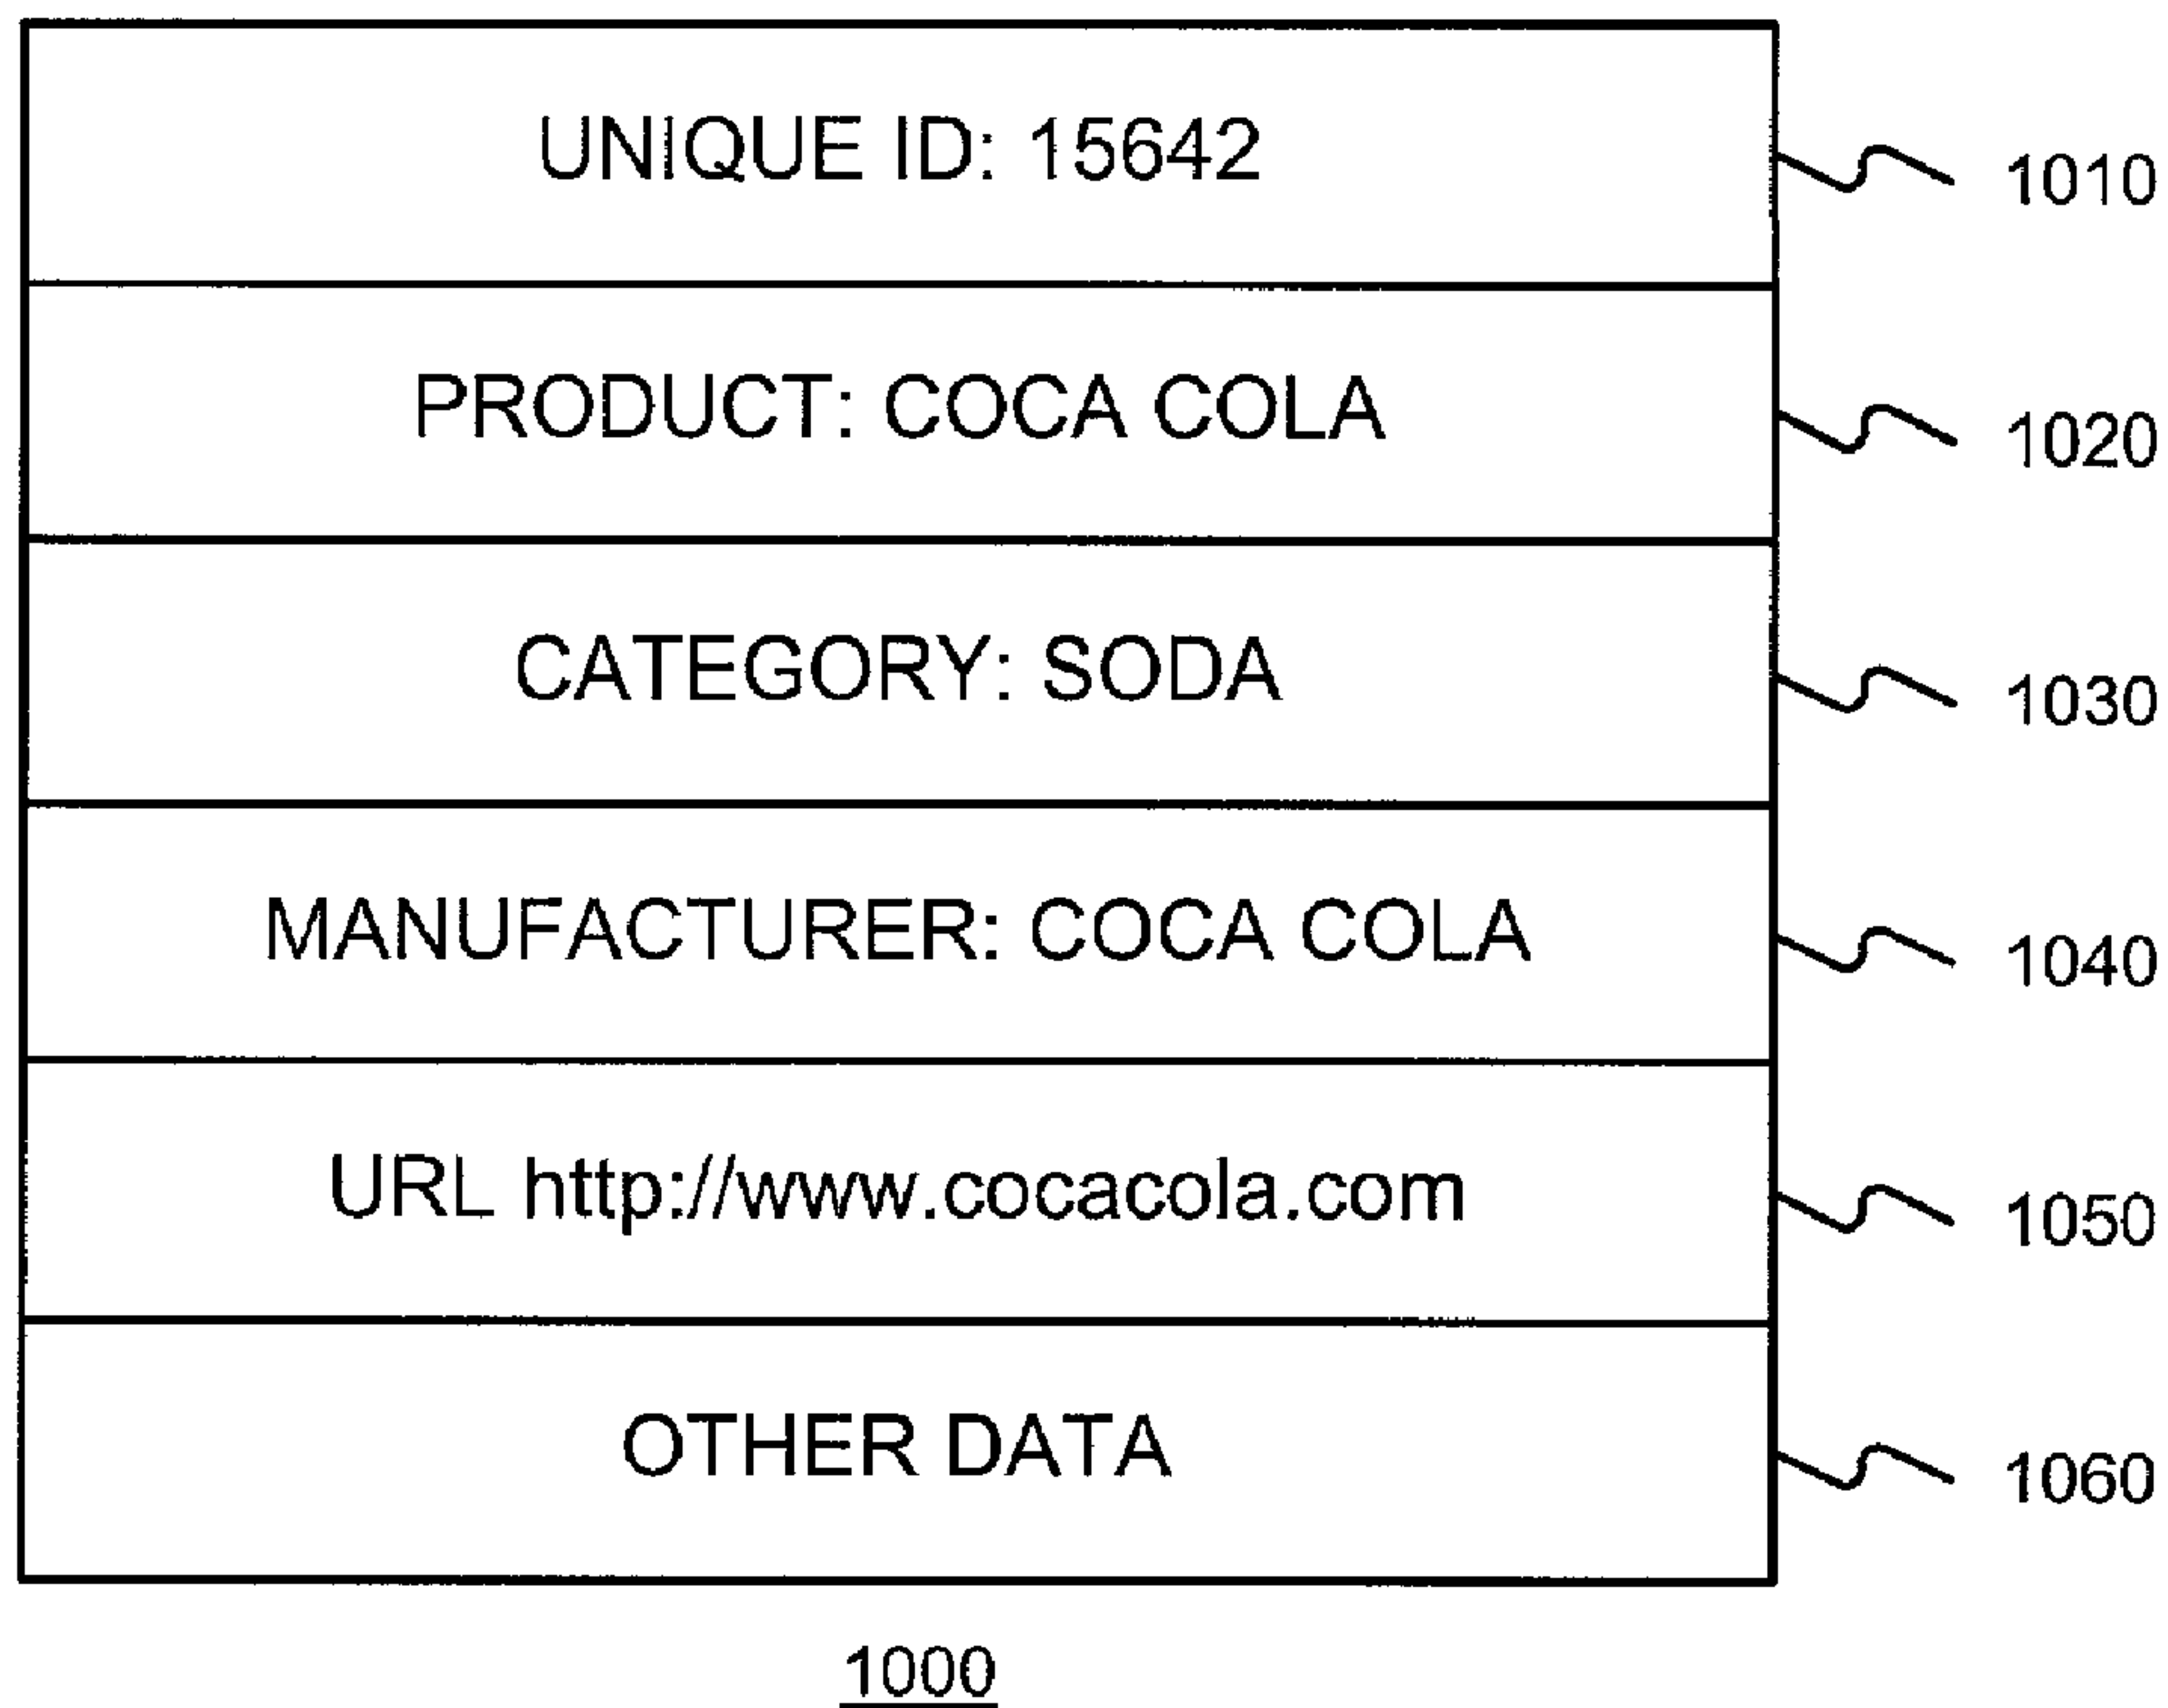 UNIQUE ID: 15642 1010
PRODUCT: COCA COLA 1020
CATEGORY: SODA 1030
MANUFACTURER: COCA COLA 1040
URL http://www.cocacola.com 1050
OTHER DATA 1060
1000